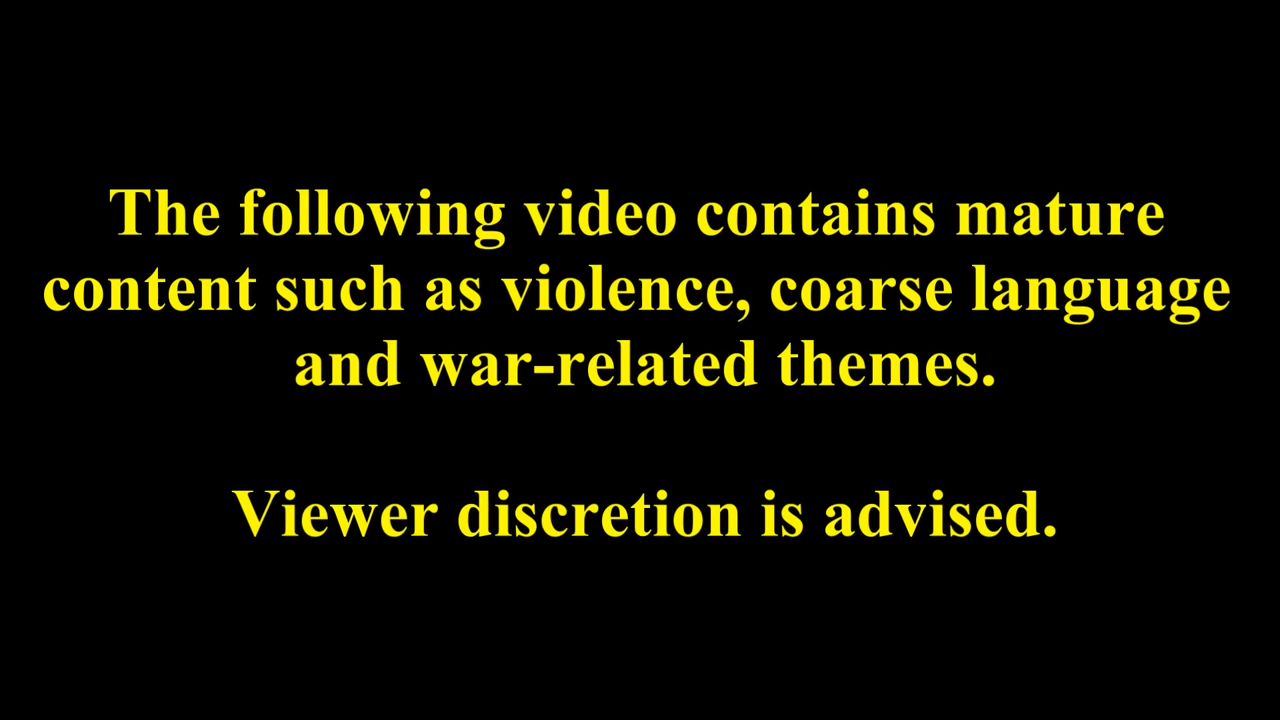 The following video contains mature
content such as violence, coarse language
and war-related themes.
Viewer discretion is advised.